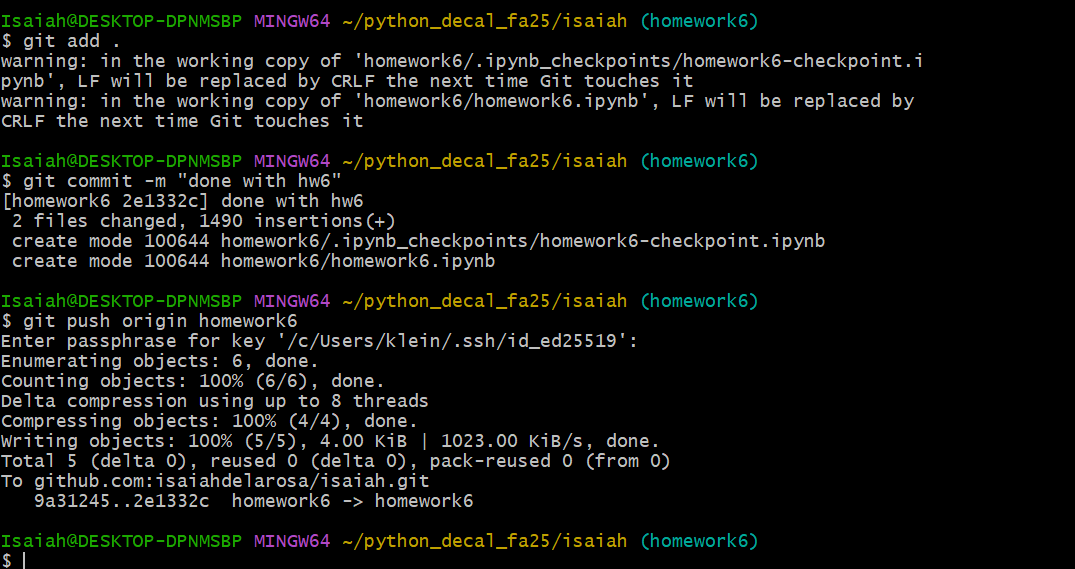 Isaiah@DESKTOP-DPNMSBP MINGW64 ~/python_decal_fa25/isaiah (homework6)
$ git add .
warning: in the working copy of 'homework6/.ipynb_checkpoints/homework6-checkpoint.i
pynb', LF will be replaced by CRLF the next time Git touches it
warning: in the working copy of 'homework6/homework6.ipynb', LF will be replaced by
CRLF the next time Git touches it
Isaiah@DESKTOP-DPNMSBP MINGW64 ~/python_decal_fa25/isaiah (homework6)
$ git commit -m "done with hw6"
[homework6 2e1332c] done with hw6
 2 files changed, 1490 insertions(+)
 create mode 100644 homework6/.ipynb_checkpoints/homework6-checkpoint.ipynb
 create mode 100644 homework6/homework6.ipynb
Isaiah@DESKTOP-DPNMSBP MINGW64 ~/python_decal_fa25/isaiah (homework6)
$ git push origin homework6
Enter passphrase for key '/c/Users/klein/.ssh/id_ed25519':
Enumerating objects: 6, done.
Counting objects: 100% (6/6), done.
Delta compression using up to 8 threads
Compressing objects: 100% (4/4), done.
Writing objects: 100% (5/5), 4.00 KiB | 1023.00 KiB/s, done.
Total 5 (delta 0), reused 0 (delta 0), pack-reused 0 (from 0)
To github.com:isaiahdelarosa/isaiah.git
   9a31245..2e1332c  homework6 -> homework6
Isaiah@DESKTOP-DPNMSBP MINGW64 ~/python_decal_fa25/isaiah (homework6)
$